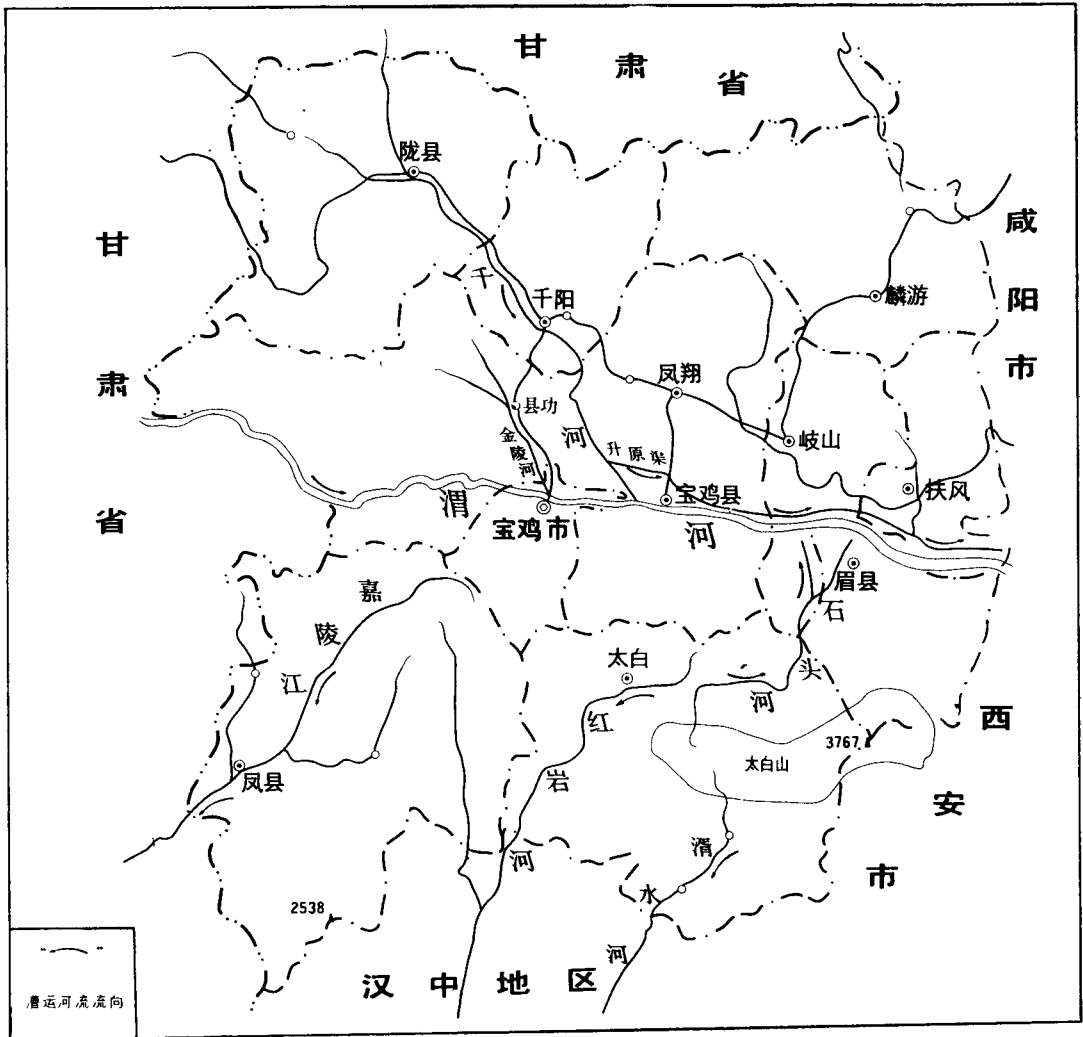 甘肃省
甘肃省
咸阳市
西安市
汉中地区
陇县
千阳
麟游
凤翔
县功
岐山
金陵河
千河
升原渠
扶风
宝鸡县
宝鸡市
渭河
眉县
石头河
嘉陵江
太白
红岩河
3767
太白山
凤县
湑水河
2538
漕运河流流向